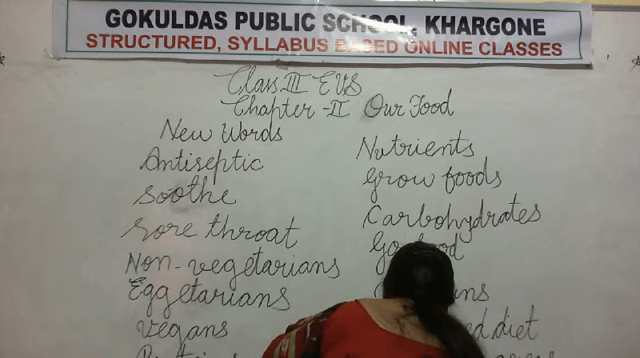 GOKULDAS PUBLIC SCHOOL, KHARGONE
STRUCTURED, SYLLABUS BASED ONLINE CLASSES
Class III EVS
Chapter-II Our Food
New Words
Antiseptic
Soothe
Sore throat
Non-vegetarians
Eggetarians
Vegans
Nutrients
Grow foods
Carbohydrates
diet